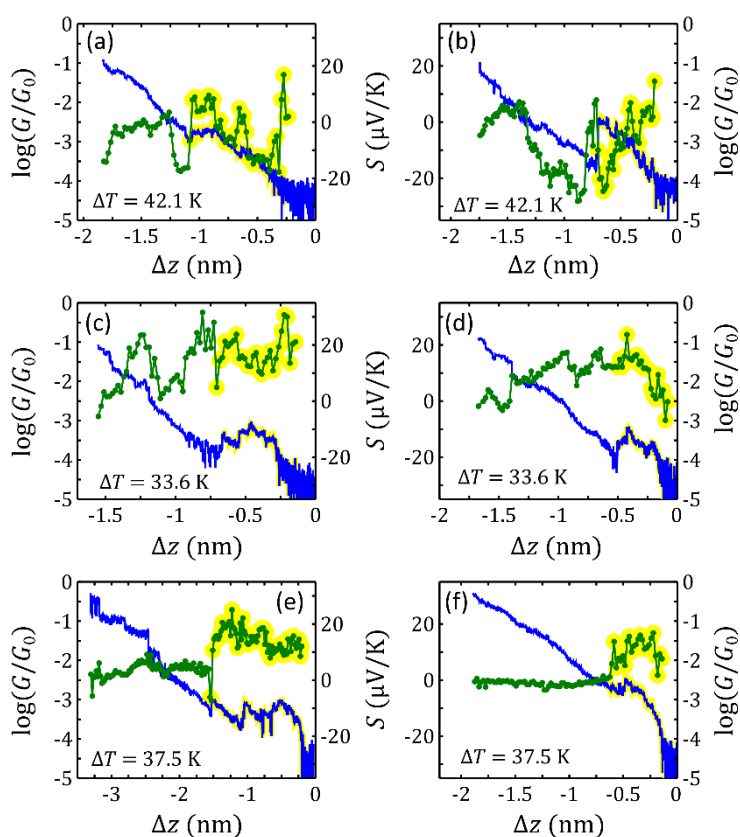 (a)
log(G/G₀)
0
-1
-2
-3
-4
-5
20
0
-20
S (μV/K)
ΔT = 42.1 K
-2 -1.5 -1 -0.5 0
Δz (nm)
(b)
20
0
-20
0
-1
-2
-3
-4
-5
log(G/G₀)
ΔT = 42.1 K
-2 -1.5 -1 -0.5 0
Δz (nm)
(c)
log(G/G₀)
0
-1
-2
-3
-4
-5
20
0
-20
S (μV/K)
ΔT = 33.6 K
-1.5 -1 -0.5 0
Δz (nm)
(d)
20
0
-20
0
-1
-2
-3
-4
-5
log(G/G₀)
ΔT = 33.6 K
-2 -1.5 -1 -0.5 0
Δz (nm)
(e)
log(G/G₀)
0
-1
-2
-3
-4
-5
20
0
-20
S (μV/K)
ΔT = 37.5 K
-3 -2 -1 0
Δz (nm)
(f)
20
0
-20
0
-1
-2
-3
-4
-5
log(G/G₀)
ΔT = 37.5 K
-2 -1.5 -1 -0.5 0
Δz (nm)